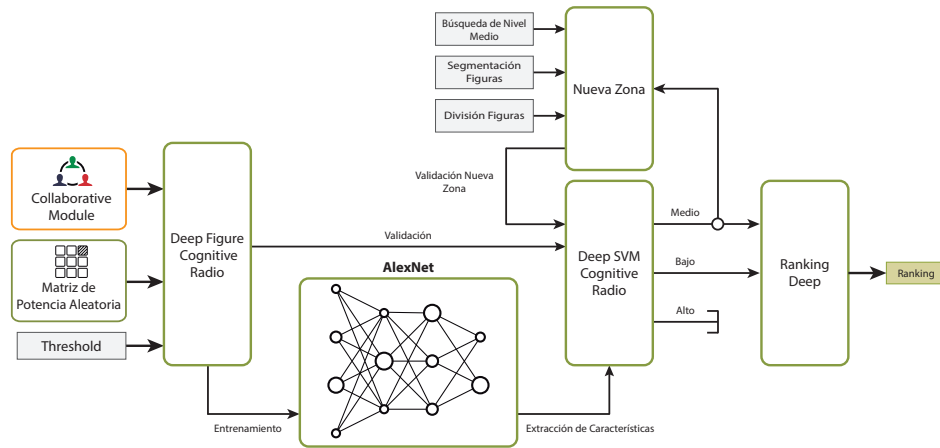 Búsqueda de Nivel
Medio
Segmentación
Figuras
División Figuras
Nueva Zona
Validación Nueva
Zona
Collaborative
Module
Matriz de
Potencia Aleatoria
Threshold
Deep Figure
Cognitive
Radio
Validación
AlexNet
Entrenamiento
Extracción de Características
Deep SVM
Cognitive
Radio
Medio
Bajo
Alto
Ranking
Deep
Ranking